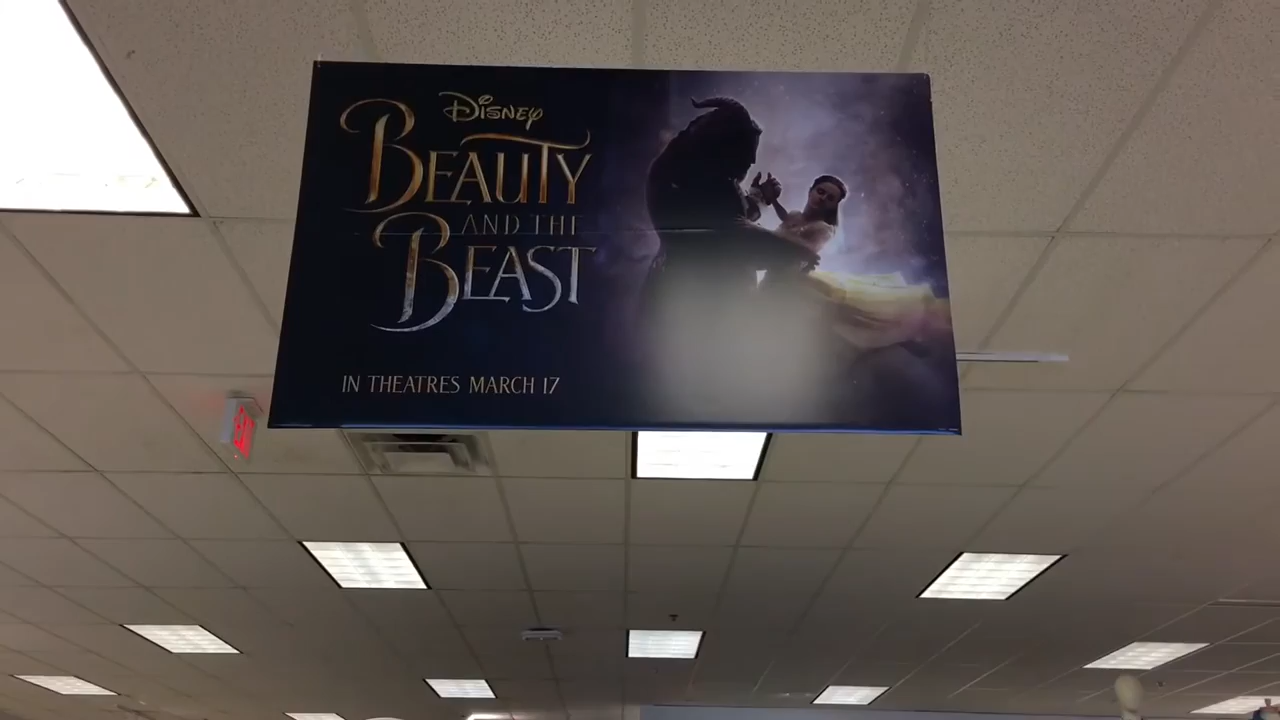 Disney
BEAUTY
AND THE
BEAST
IN THEATRES MARCH 17